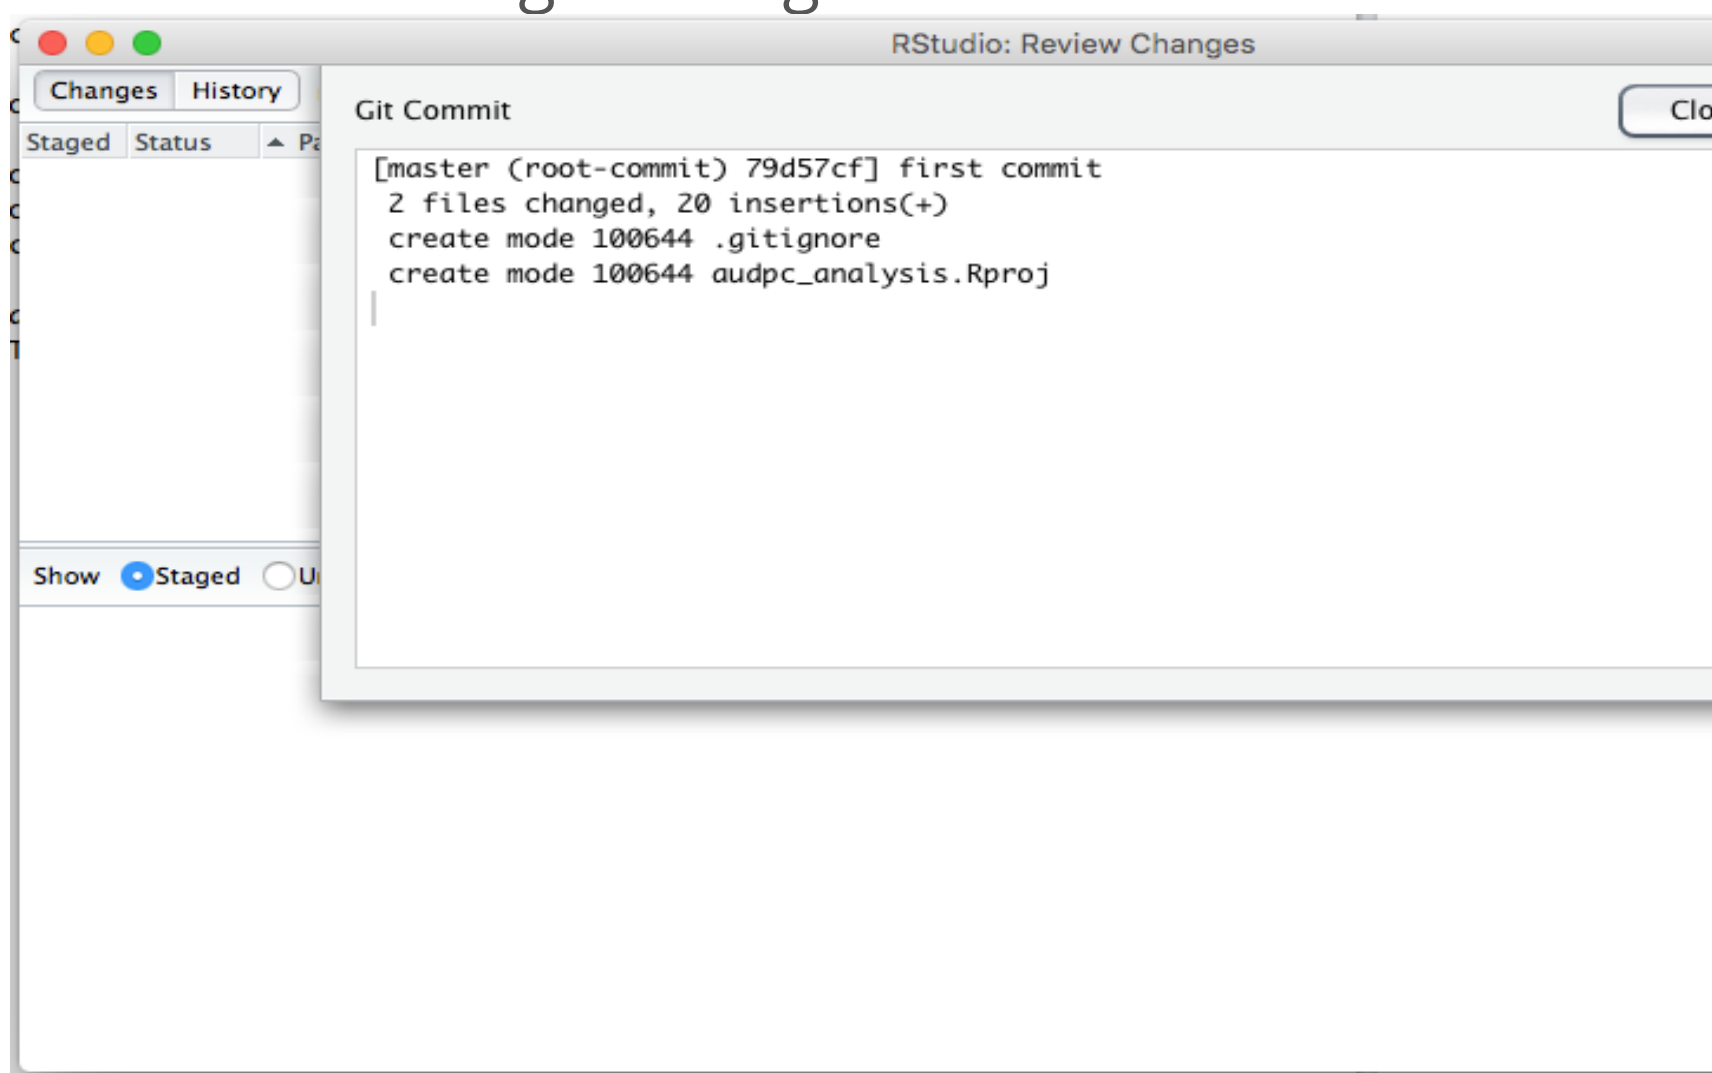 RStudio: Review Changes
Changes History
Git Commit
Staged Status
[master (root-commit) 79d57cf] first commit
2 files changed, 20 insertions(+)
create mode 100644 .gitignore
create mode 100644 audpc_analysis.Rproj
Show Staged